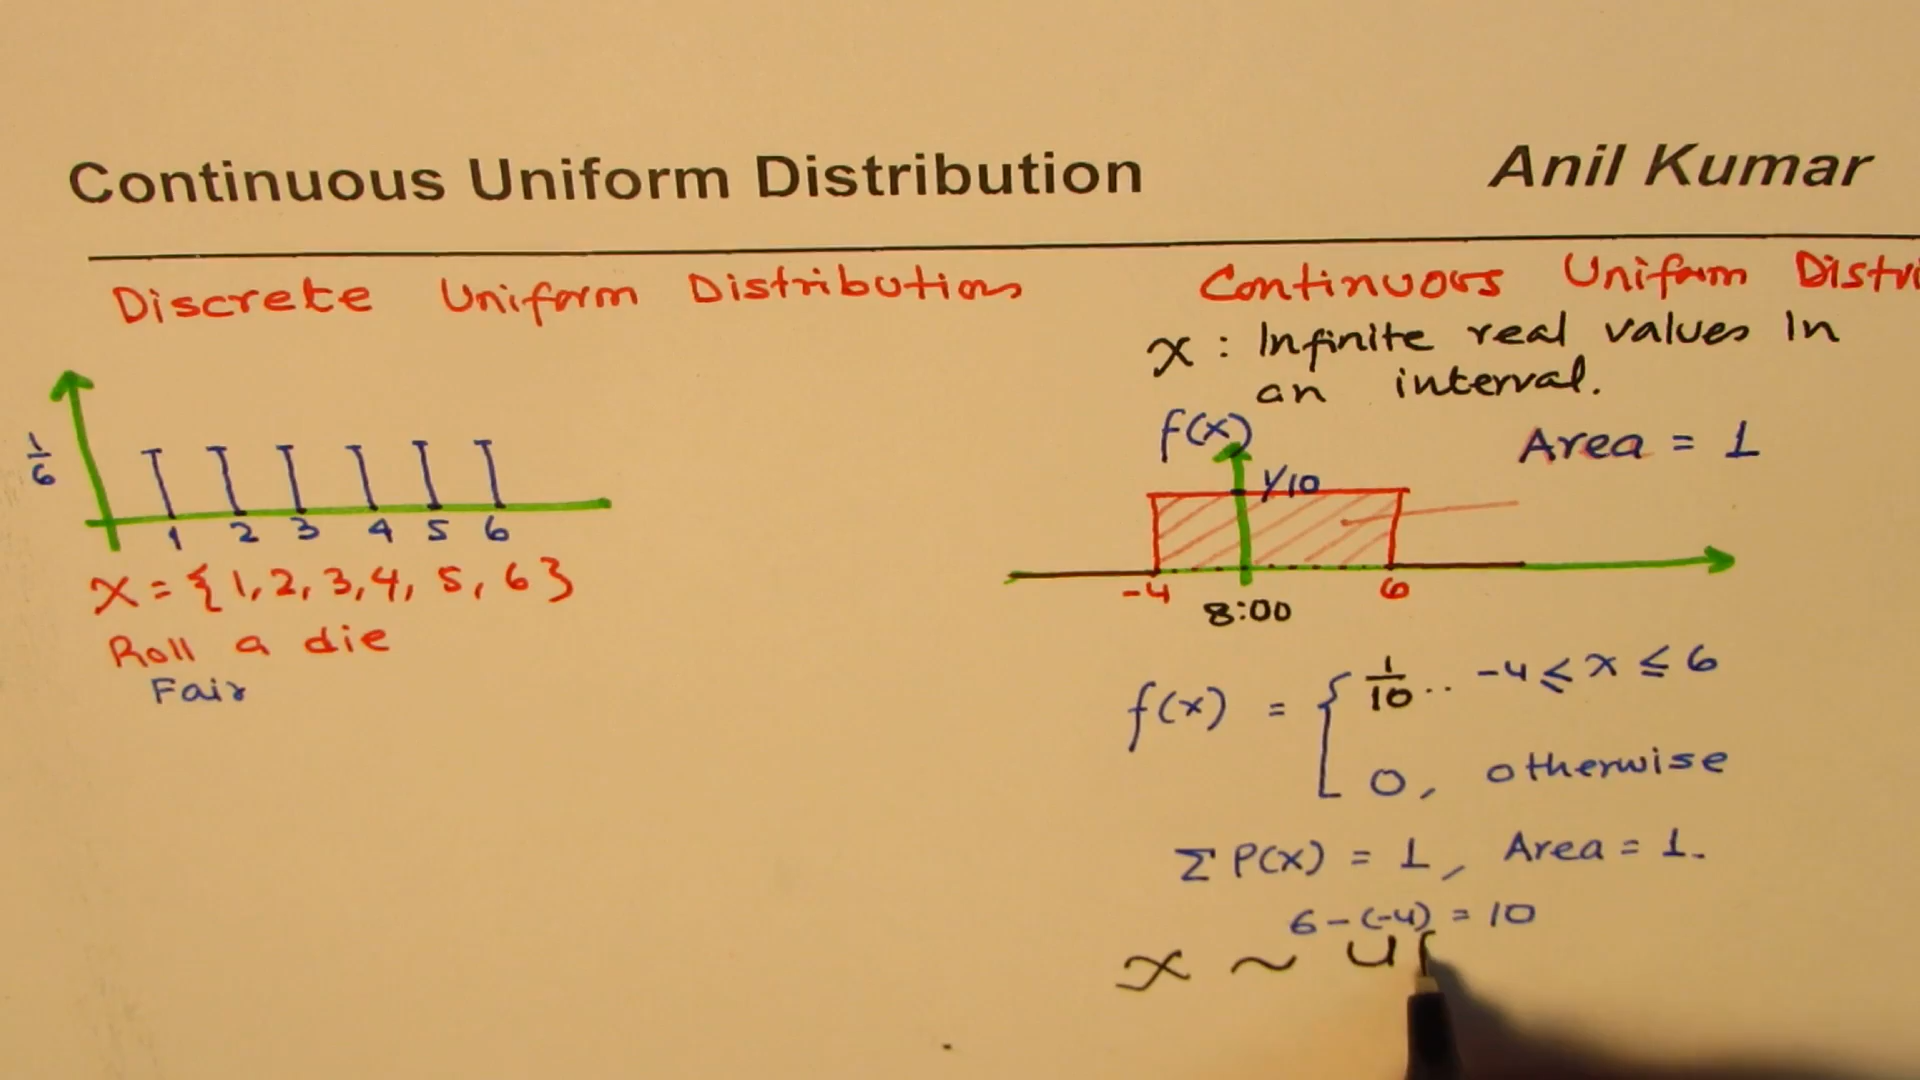 Continuous Uniform Distribution
Anil Kumar
Discrete Uniform Distribution
1/6
1 2 3 4 5 6
X = {1, 2, 3, 4, 5, 6}
Roll a die
Fair
Continuous Uniform Distri
X : Infinite real values in
an interval.
f(x)
Area = 1
1/10
-4
6
8:00
f(x) = { 1/10 .. -4 ≤ x ≤ 6
0, otherwise
Σ P(x) = 1, Area = 1.
6 - (-4) = 10
X ~ U[